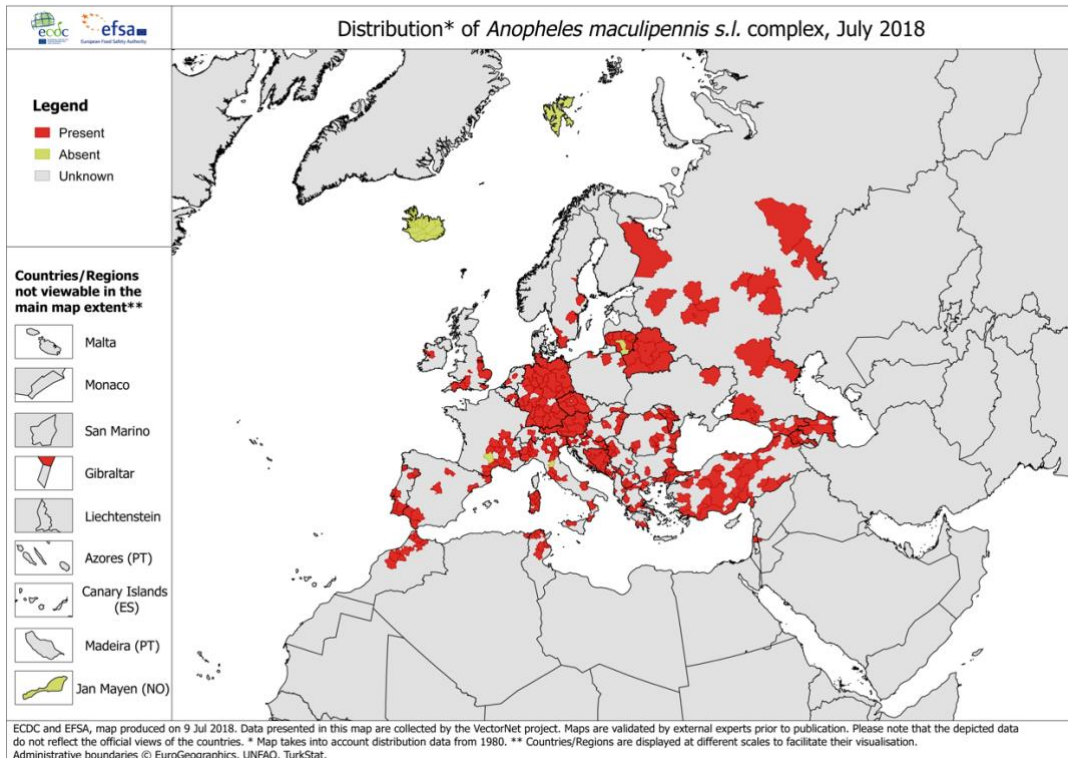 ecdc
efsa
European Food Safety Authority
Distribution* of Anopheles maculipennis s.l. complex, July 2018
Legend
Present
Absent
Unknown
Countries/Regions
not viewable in the
main map extent**
Malta
Monaco
San Marino
Gibraltar
Liechtenstein
Azores (PT)
Canary Islands
(ES)
Madeira (PT)
Jan Mayen (NO)
ECDC and EFSA, map produced on 9 Jul 2018. Data presented in this map are collected by the VectorNet project. Maps are validated by external experts prior to publication. Please note that the depicted data
do not reflect the official views of the countries. * Map takes into account distribution data from 1980. ** Countries/Regions are displayed at different scales to facilitate their visualisation.
Administrative boundaries © EuroGeographics, UNFAO, TurkStat.